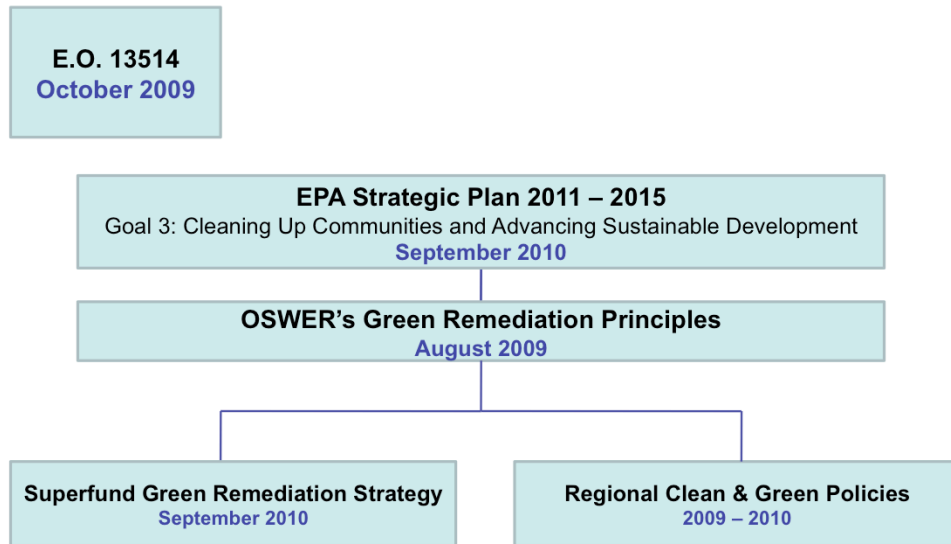 E.O. 13514
October 2009
EPA Strategic Plan 2011 – 2015
Goal 3: Cleaning Up Communities and Advancing Sustainable Development
September 2010
OSWER's Green Remediation Principles
August 2009
Superfund Green Remediation Strategy
September 2010
Regional Clean & Green Policies
2009 – 2010